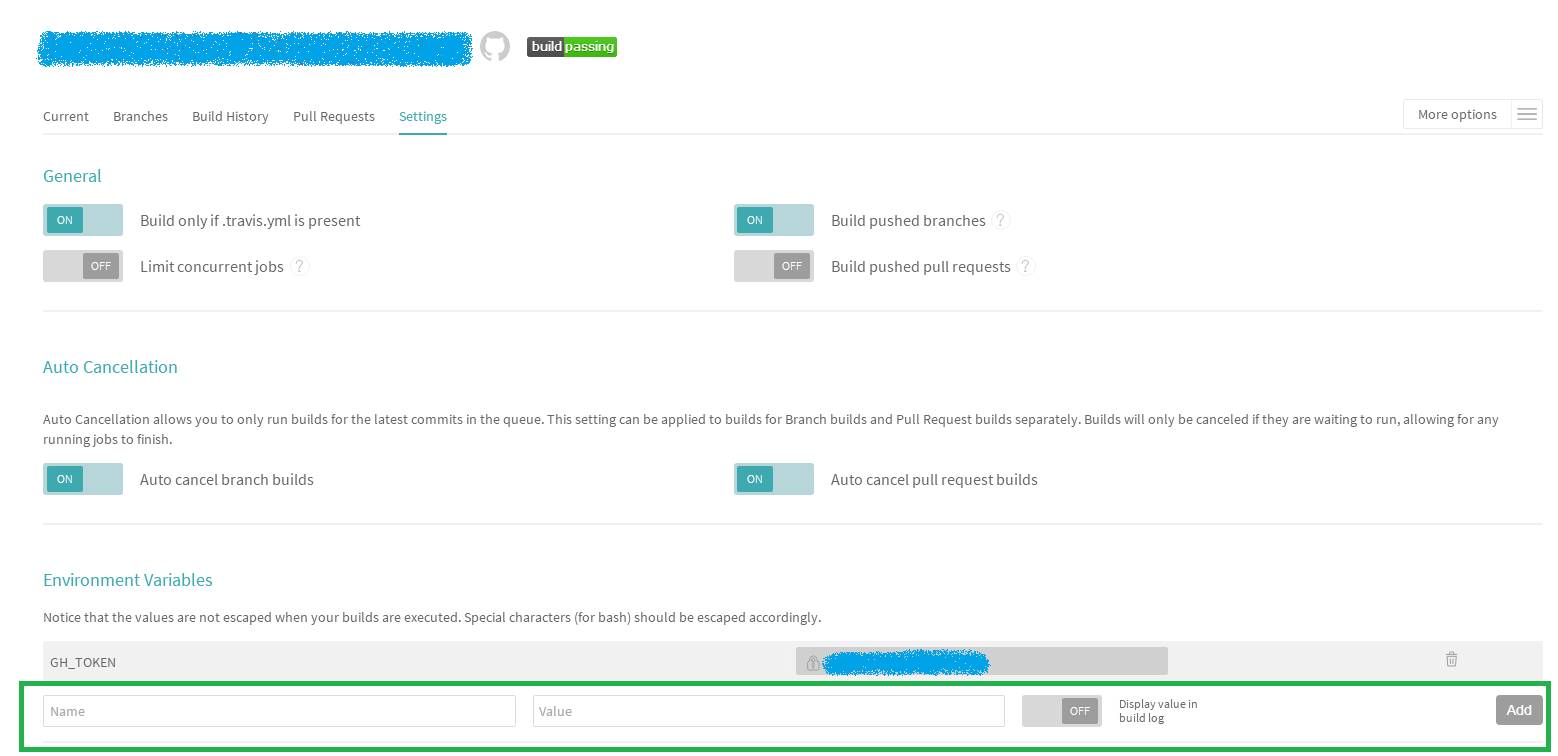 build passing
Current Branches Build History Pull Requests Settings More options
General
ON Build only if .travis.yml is present ON Build pushed branches ?
OFF Limit concurrent jobs ? OFF Build pushed pull requests ?
Auto Cancellation
Auto Cancellation allows you to only run builds for the latest commits in the queue. This setting can be applied to builds for Branch builds and Pull Request builds separately. Builds will only be canceled if they are waiting to run, allowing for any
running jobs to finish.
ON Auto cancel branch builds ON Auto cancel pull request builds
Environment Variables
Notice that the values are not escaped when your builds are executed. Special characters (for bash) should be escaped accordingly.
GH_TOKEN
Name Value OFF Display value in
build log
Add